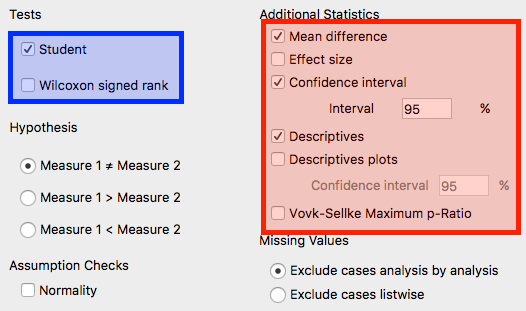 Tests
Student
Wilcoxon signed rank
Hypothesis
Measure 1 ≠ Measure 2
Measure 1 > Measure 2
Measure 1 < Measure 2
Assumption Checks
Normality
Additional Statistics
Mean difference
Effect size
Confidence interval
Interval 95 %
Descriptives
Descriptives plots
Confidence interval 95 %
Vovk-Sellke Maximum p-Ratio
Missing Values
Exclude cases analysis by analysis
Exclude cases listwise